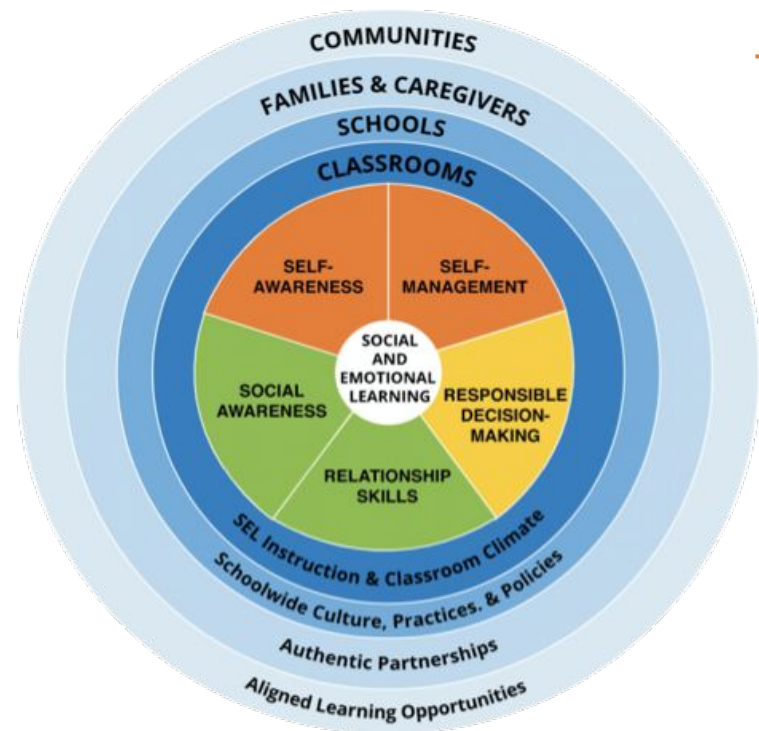 COMMUNITIES
FAMILIES & CAREGIVERS
SCHOOLS
CLASSROOMS
SELF-
AWARENESS
SELF-
MANAGEMENT
SOCIAL
AND
EMOTIONAL
LEARNING
SOCIAL
AWARENESS
RESPONSIBLE
DECISION-
MAKING
RELATIONSHIP
SKILLS
SEL Instruction & Classroom Climate
Schoolwide Culture, Practices. & Policies
Authentic Partnerships
Aligned Learning Opportunities